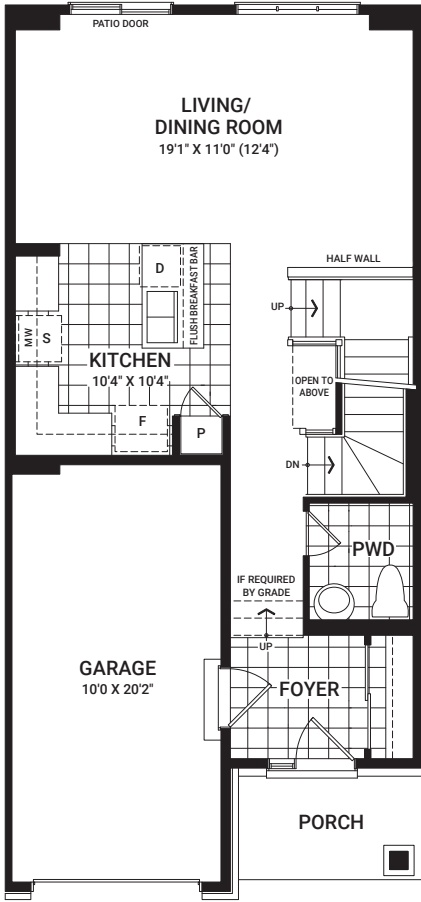 PATIO DOOR
LIVING/
DINING ROOM
19'1" X 11'0" (12'4")
HALF WALL
D
FLUSH BREAKFAST BAR
UP
MW
S
KITCHEN
10'4" X 10'4"
OPEN TO
ABOVE
F
P
DN
PWD
IF REQUIRED
BY GRADE
UP
GARAGE
10'0 X 20'2"
FOYER
PORCH